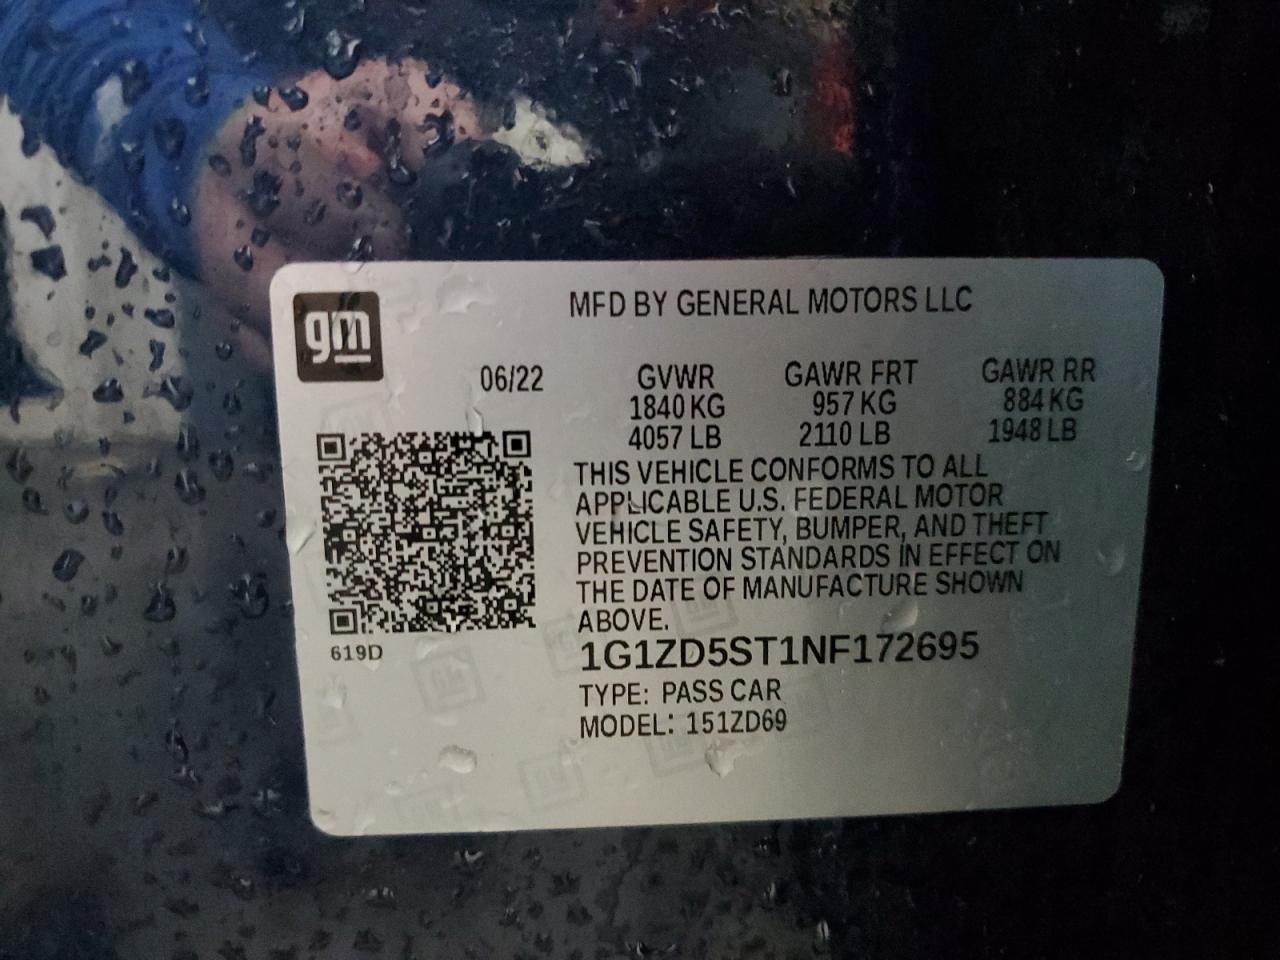 gm
MFD BY GENERAL MOTORS LLC
06/22 GVWR GAWR FRT GAWR RR
1840 KG 957 KG 884 KG
4057 LB 2110 LB 1948 LB
THIS VEHICLE CONFORMS TO ALL
APPLICABLE U.S. FEDERAL MOTOR
VEHICLE SAFETY, BUMPER, AND THEFT
PREVENTION STANDARDS IN EFFECT ON
THE DATE OF MANUFACTURE SHOWN
ABOVE.
619D
1G1ZD5ST1NF172695
TYPE: PASS CAR
MODEL: 151ZD69